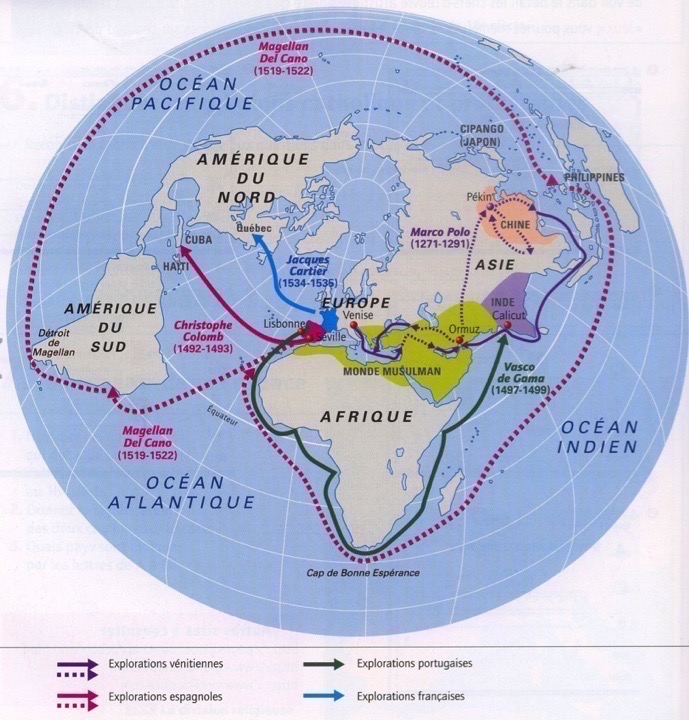 Magellan
Del Cano
(1519-1522)
OCÉAN
PACIFIQUE
CIPANGO
(JAPON)
AMÉRIQUE
DU
NORD
PHILIPPINES
Pékin
CHINE
Québec
CUBA
Marco Polo
(1271-1291)
HAÏTI
Jacques
Cartier
(1534-1535)
ASIE
EUROPE
INDE
AMÉRIQUE
DU
SUD
Calicut
Venise
Lisbonne
Christophe
Colomb
(1492-1493)
Séville
Ormuz
Détroit
de
Magellan
MONDE MUSULMAN
Vasco
de Gama
(1497-1499)
Equateur
AFRIQUE
Magellan
Del Cano
(1519-1522)
OCÉAN
INDIEN
OCÉAN
ATLANTIQUE
Cap de Bonne Espérance
Explorations vénitiennes
Explorations portugaises
Explorations espagnoles
Explorations françaises